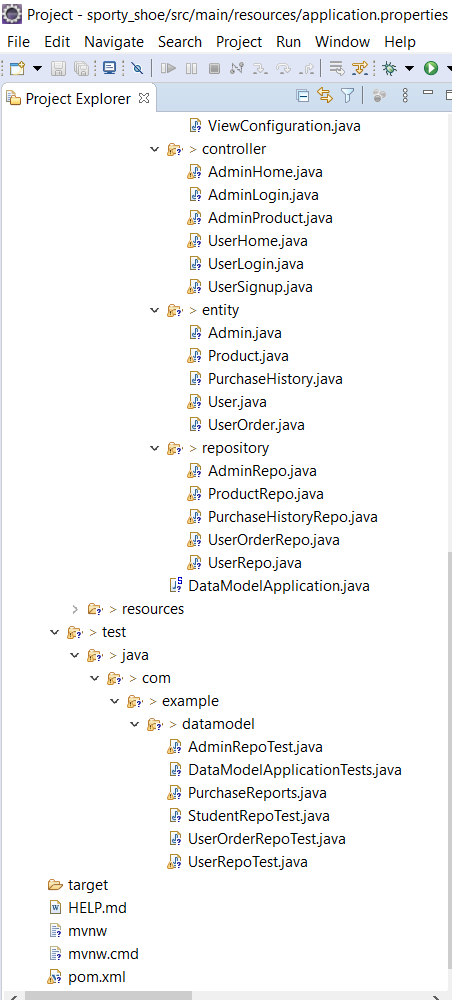 Project - sporty_shoe/src/main/resources/application.properties
File Edit Navigate Search Project Run Window Help
Project Explorer
ViewConfiguration.java
> controller
AdminHome.java
AdminLogin.java
AdminProduct.java
UserHome.java
UserLogin.java
UserSignup.java
> entity
Admin.java
Product.java
PurchaseHistory.java
User.java
UserOrder.java
> repository
AdminRepo.java
ProductRepo.java
PurchaseHistoryRepo.java
UserOrderRepo.java
UserRepo.java
DataModelApplication.java
> resources
> test
> java
> com
> example
> datamodel
AdminRepoTest.java
DataModelApplicationTests.java
PurchaseReports.java
StudentRepoTest.java
UserOrderRepoTest.java
UserRepoTest.java
target
HELP.md
mvnw
mvnw.cmd
pom.xml